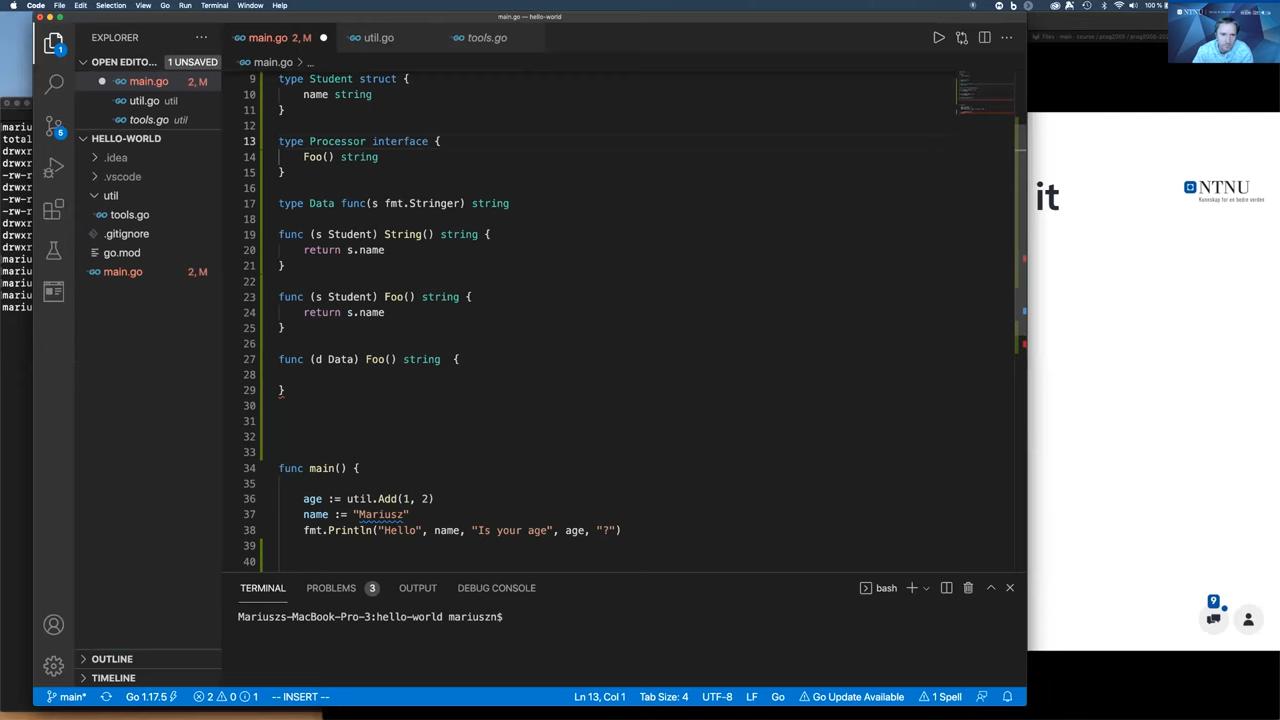 Code File Edit Selection View Go Run Terminal Window Help
100 %
main.go — hello-world
NTNU
EXPLORER
main.go 2, M
util.go
tools.go
OPEN EDITO... 1 UNSAVED
main.go > ...
main.go 2, M
util.go util
tools.go util
HELLO-WORLD
.idea
.vscode
util
tools.go
.gitignore
go.mod
main.go 2, M
1
5
9 type Student struct {
10 name string
11 }
12
13 type Processor interface {
14 Foo() string
15 }
16
17 type Data func(s fmt.Stringer) string
18
19 func (s Student) String() string {
20 return s.name
21 }
22
23 func (s Student) Foo() string {
24 return s.name
25 }
26
27 func (d Data) Foo() string {
28
29 }
30
31
32
33
34 func main() {
35
36 age := util.Add(1, 2)
37 name := "Mariusz"
38 fmt.Println("Hello", name, "Is your age", age, "?")
39
40
TERMINAL PROBLEMS 3 OUTPUT DEBUG CONSOLE
bash
Mariuszs-MacBook-Pro-3:hello-world mariuszn$
OUTLINE
TIMELINE
main* Go 1.17.5 2 0 1 -- INSERT --
Ln 13, Col 1 Tab Size: 4 UTF-8 LF Go Go Update Available 1 Spell
it
NTNU
Kunnskap for en bedre verden
9